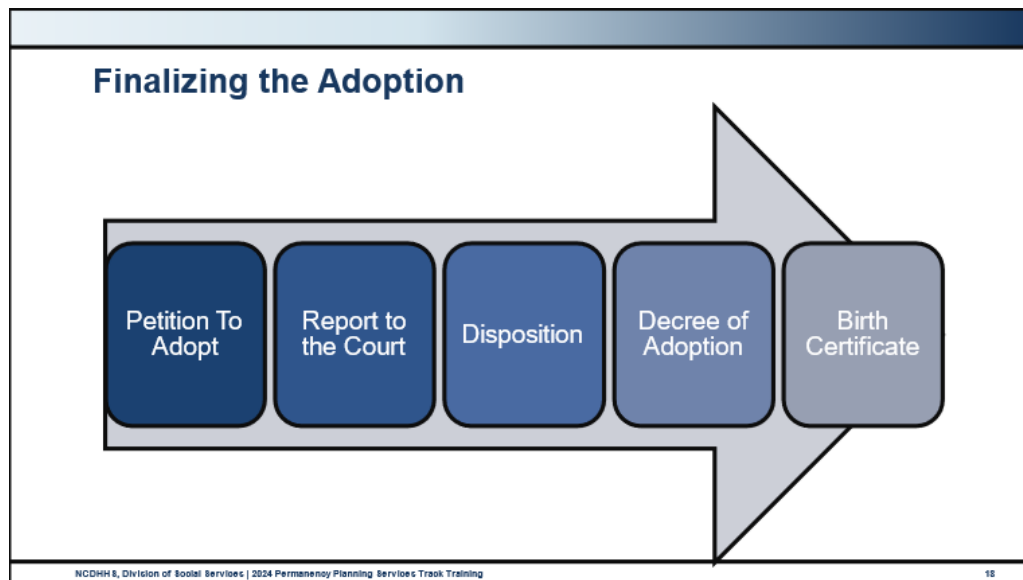 Finalizing the Adoption
Petition To
Adopt
Report to
the Court
Disposition
Decree of
Adoption
Birth
Certificate
NCDHHS, Division of Social Services | 2024 Permanency Planning Services Track Training
18